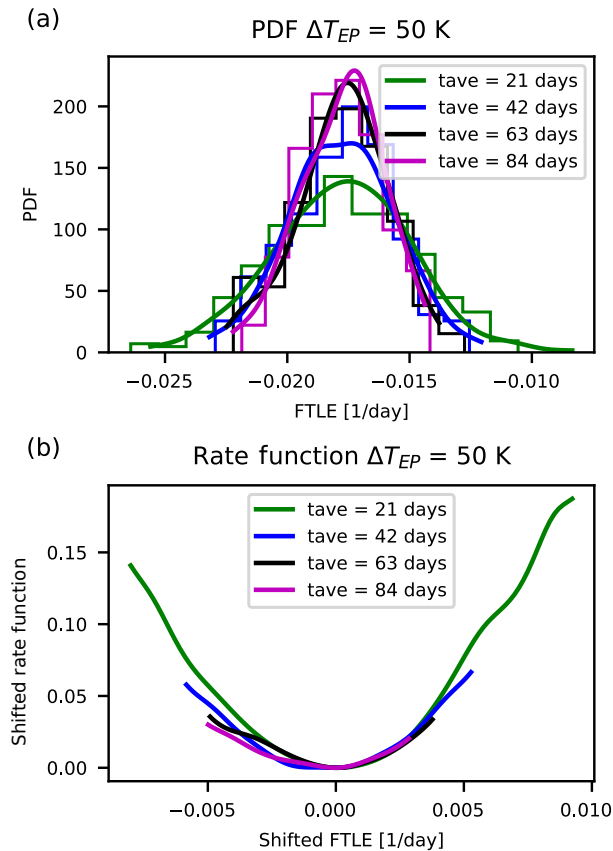 (a)
PDF ΔT_EP = 50 K
tave = 21 days
tave = 42 days
tave = 63 days
tave = 84 days
PDF
200
150
100
50
0
−0.025
−0.020
−0.015
−0.010
FTLE [1/day]
(b)
Rate function ΔT_EP = 50 K
tave = 21 days
tave = 42 days
tave = 63 days
tave = 84 days
Shifted rate function
0.15
0.10
0.05
0.00
−0.005
0.000
0.005
0.010
Shifted FTLE [1/day]